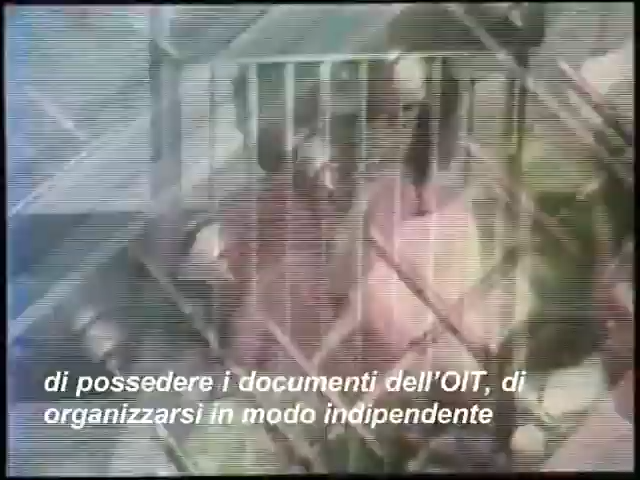 di possedere i documenti dell'OIT, di
organizzarsi in modo indipendente